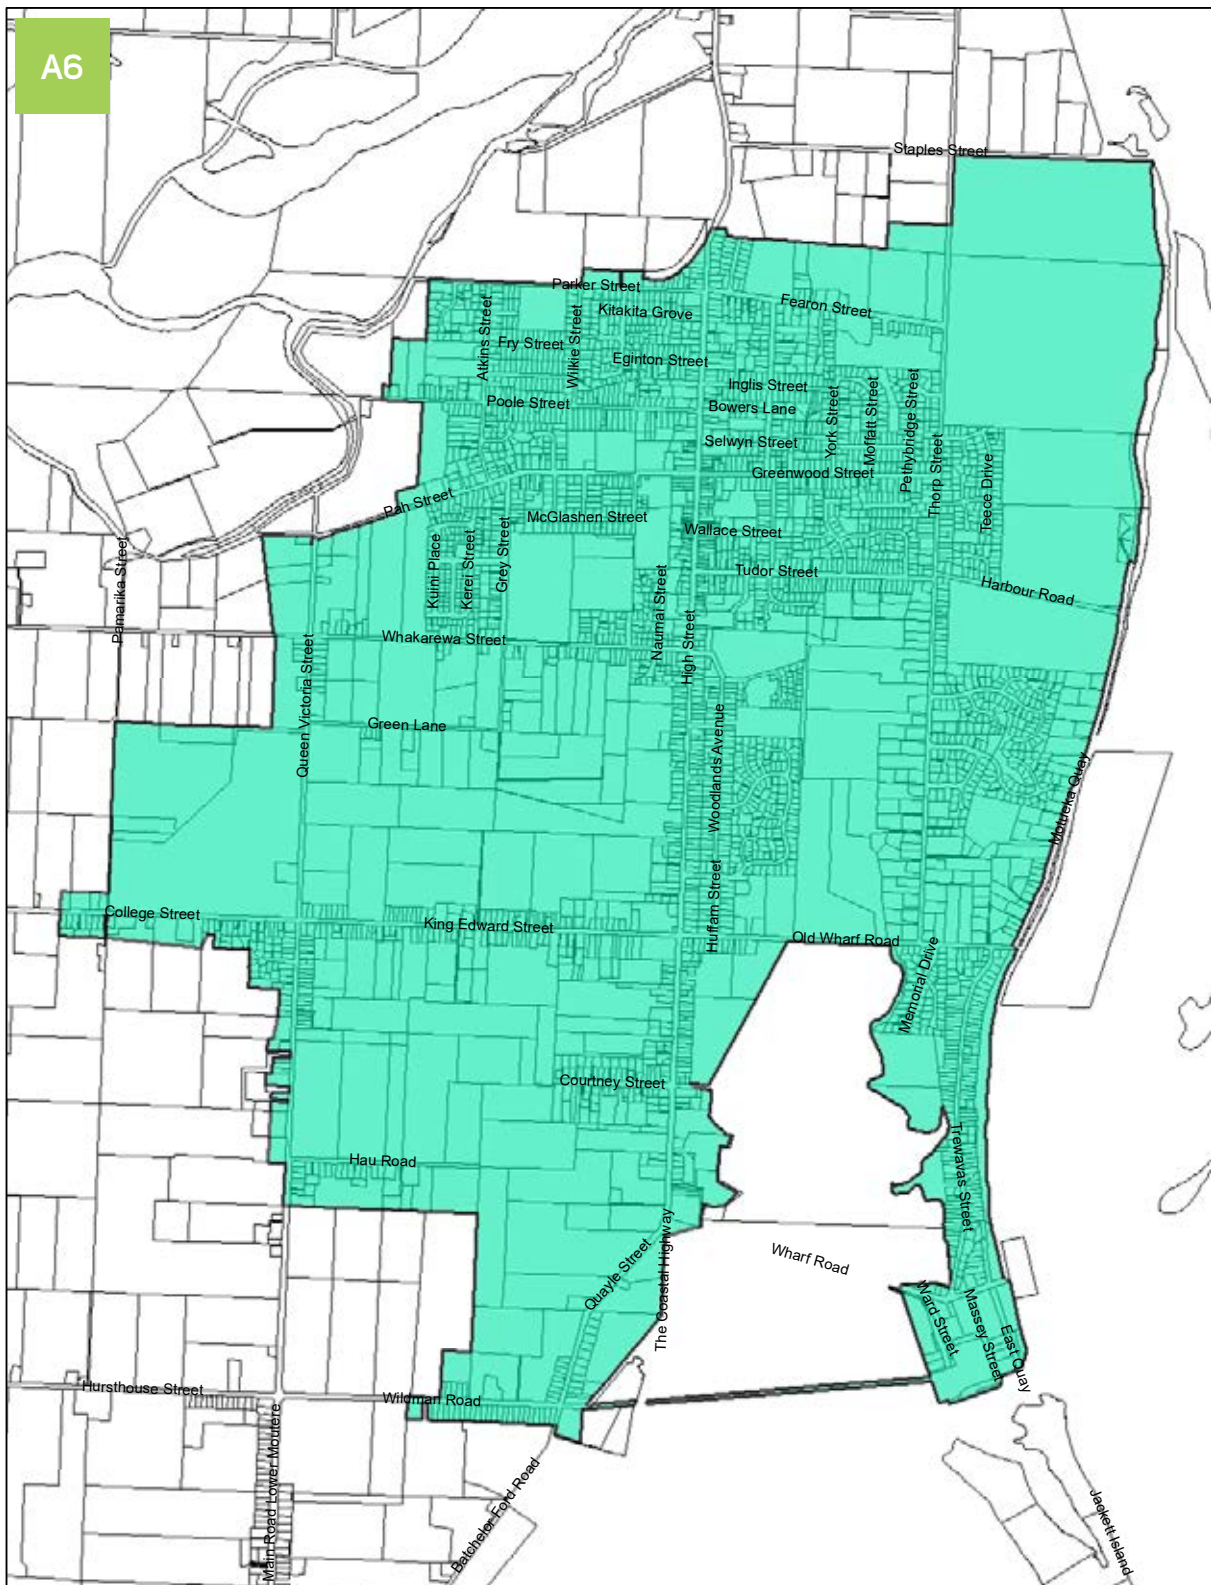 A6
Staples Street
Parker Street
Kitakita Grove
Fearon Street
Atkins Street
Fry Street
Wilkie Street
Eginton Street
Inglis Street
Poole Street
Bowers Lane
York Street
Moffatt Street
Pethybridge Street
Selwyn Street
Greenwood Street
Thorp Street
Teece Drive
Pah Street
McGlashen Street
Wallace Street
Kuini Place
Kerei Street
Grey Street
Tudor Street
Harbour Road
Pamarika Street
Naumai Street
High Street
Whakarewa Street
Queen Victoria Street
Green Lane
Woodlands Avenue
Motueka Quay
College Street
King Edward Street
Huffam Street
Old Wharf Road
Memorial Drive
Courtney Street
Hau Road
Trewavas Street
The Coastal Highway
Quayle Street
Wharf Road
Ward Street
Massey Street
East Quay
Hursthouse Street
Wildman Road
Main Road Lower Moutere
Batchelor Ford Road
Jackett Island